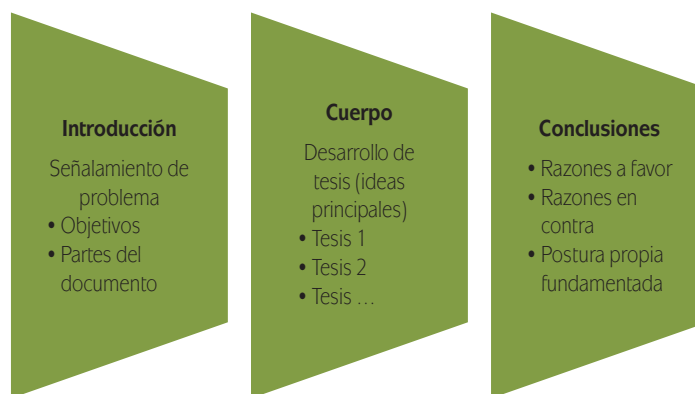 Introducción
Señalamiento de
problema
• Objetivos
• Partes del
documento
Cuerpo
Desarrollo de
tesis (ideas
principales)
• Tesis 1
• Tesis 2
• Tesis …
Conclusiones
• Razones a favor
• Razones en
contra
• Postura propia
fundamentada